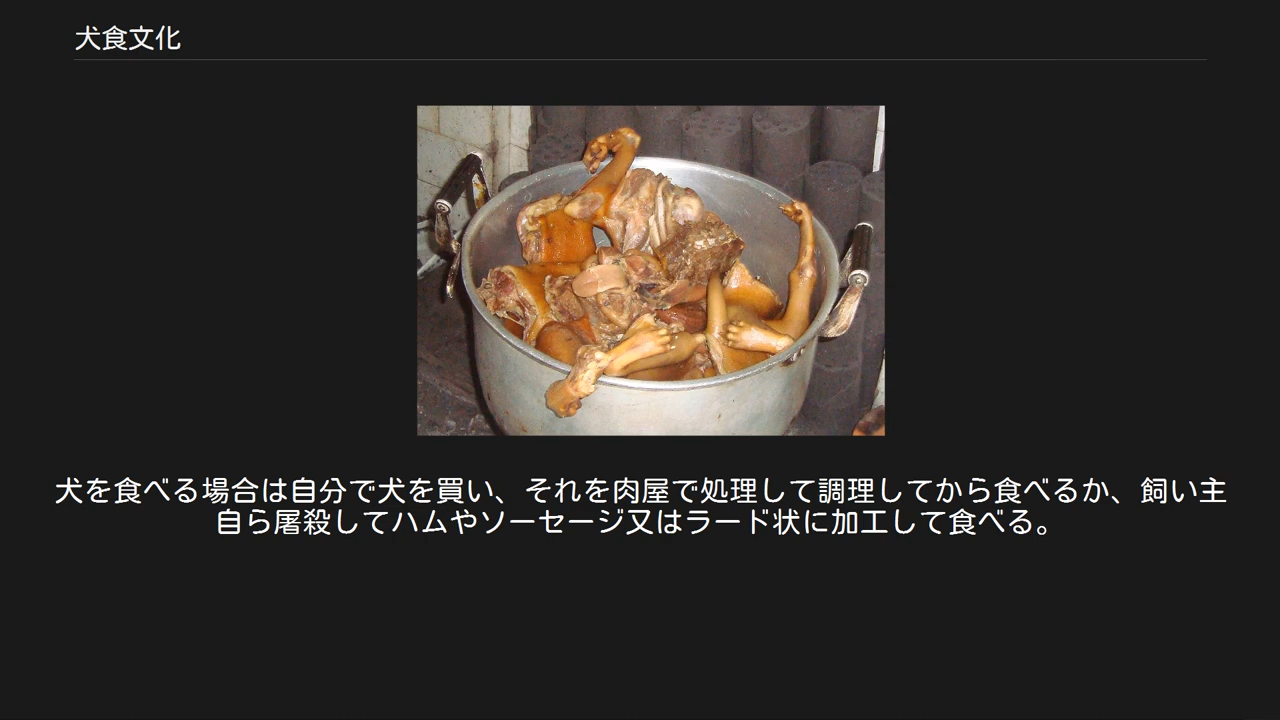 犬食文化
犬を食べる場合は自分で犬を買い、それを肉屋で処理して調理してから食べるか、飼い主
自ら屠殺してハムやソーセージ又はラード状に加工して食べる。